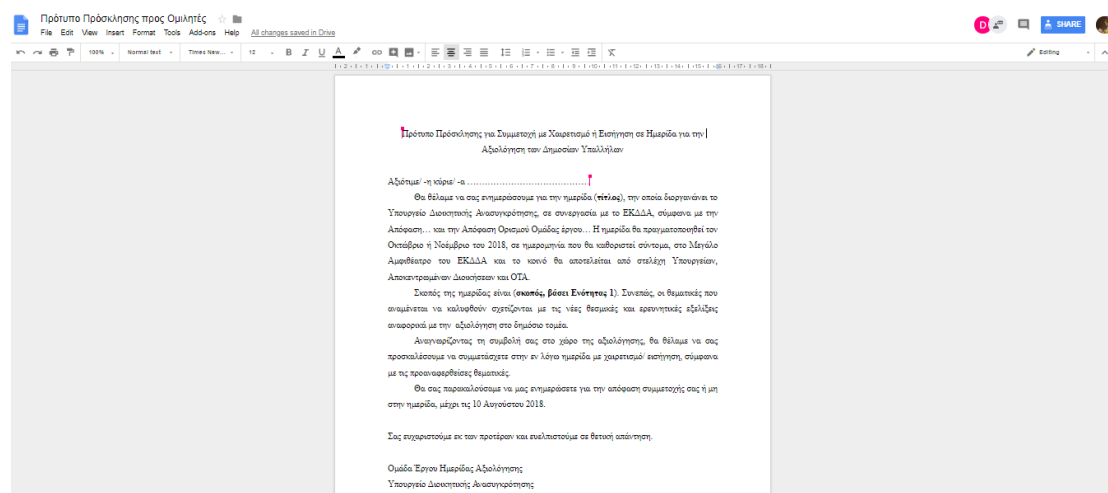 Πρότυπο Πρόσκλησης προς Ομιλητές
File Edit View Insert Format Tools Add-ons Help All changes saved in Drive
SHARE
100% Normal text Times New... 12 B I U A
Editing
Πρότυπο Πρόσκλησης για Συμμετοχή με Χαιρετισμό ή Εισήγηση σε Ημερίδα για την
Αξιολόγηση των Δημοσίων Υπαλλήλων
Αξιότιμε/ -η κύριε/ -α ……………………………………
Θα θέλαμε να σας ενημερώσουμε για την ημερίδα (τίτλος), την οποία διοργανώνει το
Υπουργείο Διοικητικής Ανασυγκρότησης, σε συνεργασία με το ΕΚΔΔΑ, σύμφωνα με την
Απόφαση… και την Απόφαση Ορισμού Ομάδας έργου… Η ημερίδα θα πραγματοποιηθεί τον
Οκτώβριο ή Νοέμβριο του 2018, σε ημερομηνία που θα καθοριστεί σύντομα, στο Μεγάλο
Αμφιθέατρο του ΕΚΔΔΑ και το κοινό θα αποτελείται από στελέχη Υπουργείων,
Αποκεντρωμένων Διοικήσεων και ΟΤΑ.
Σκοπός της ημερίδας είναι (σκοπός, βάσει Ενότητας 1). Συνεπώς, οι θεματικές που
αναμένεται να καλυφθούν σχετίζονται με τις νέες θεσμικές και ερευνητικές εξελίξεις
αναφορικά με την αξιολόγηση στο δημόσιο τομέα.
Αναγνωρίζοντας τη συμβολή σας στο χώρο της αξιολόγησης, θα θέλαμε να σας
προσκαλέσουμε να συμμετάσχετε στην εν λόγω ημερίδα με χαιρετισμό/ εισήγηση, σύμφωνα
με τις προαναφερθείσες θεματικές.
Θα σας παρακαλούσαμε να μας ενημερώσετε για την απόφαση συμμετοχής σας ή μη
στην ημερίδα, μέχρι τις 10 Αυγούστου 2018.
Σας ευχαριστούμε εκ των προτέρων και ευελπιστούμε σε θετική απάντηση.
Ομάδα Έργου Ημερίδας Αξιολόγησης
Υπουργείο Διοικητικής Ανασυγκρότησης